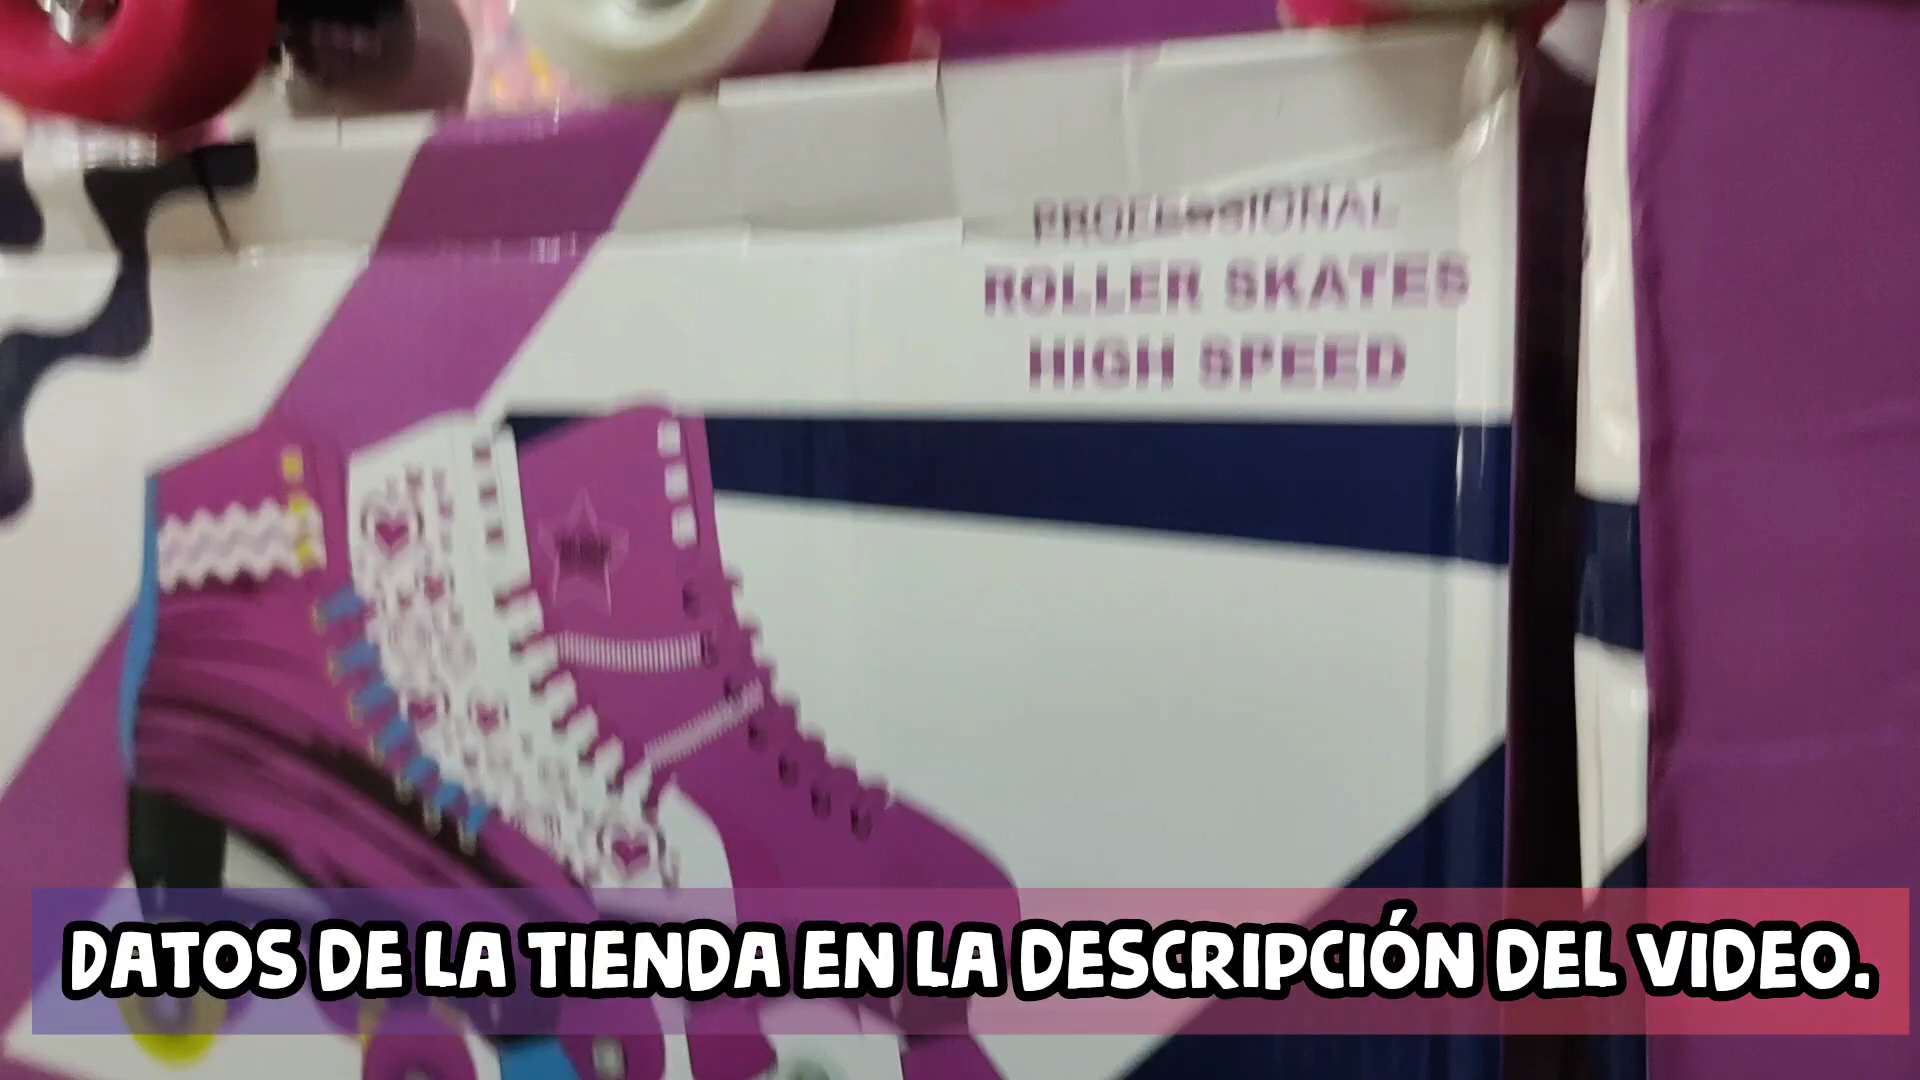 PROFESSIONAL
ROLLER SKATES
HIGH SPEED
DATOS DE LA TIENDA EN LA DESCRIPCIÓN DEL VIDEO.